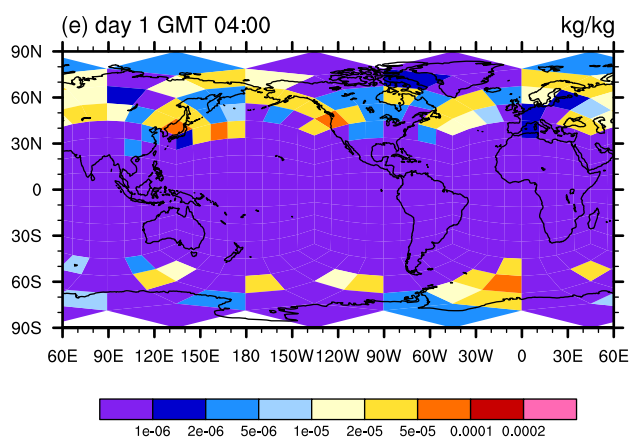 (e) day 1 GMT 04:00 kg/kg
90N
60N
30N
0
30S
60S
90S
60E 90E 120E 150E 180 150W 120W 90W 60W 30W 0 30E 60E
1e-06 2e-06 5e-06 1e-05 2e-05 5e-05 0.0001 0.0002